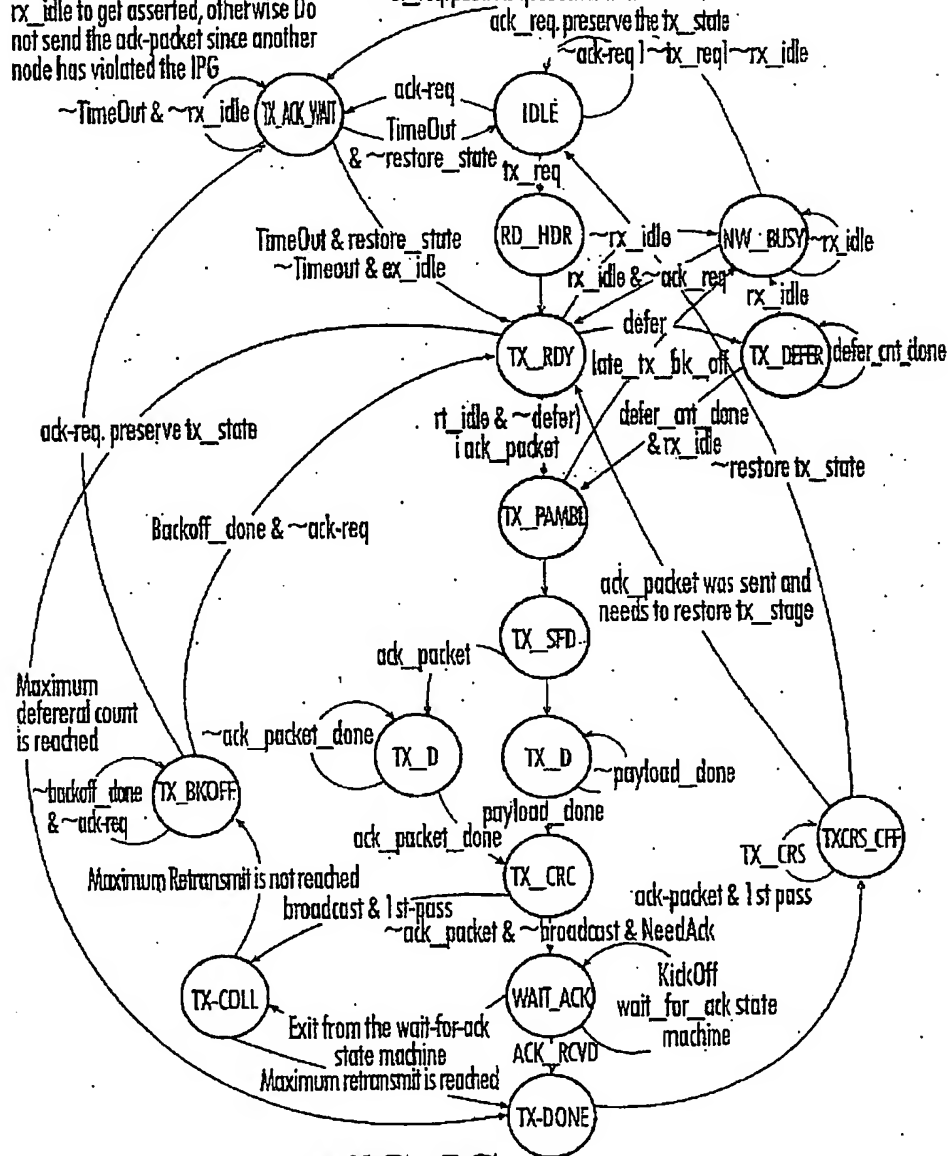 rx_idle to get asserted, otherwise Do
not send the ack-packet since another
node has violated the IPG
ack_req. preserve the tx_state
~ack-req ] ~tx_req] ~rx_idle
~TimeOut & ~rx_idle
TX_ACK_WAIT
ack-req
TimeOut
& ~restore_state
IDLE
tx_req
RD_HDR
~rx_idle
NW_BUSY
~rx_idle
TimeOut & restore_state
~Timeout & ex_idle
rx_idle & ~ack_req
rx_idle
defer
TX_RDY
late_tx_bk_off
TX_DEFER
defer_cnt_done
ack-req. preserve tx_state
rt_idle & ~defer)
i ack_packet
defer_cnt_done
& rx_idle
~restore tx_state
TX_PAMBL
Backoff_done & ~ack-req
ack_packet was sent and
needs to restore tx_stage
TX_SFD
ack_packet
Maximum
defereral count
is reached
~ack_packet_done
TX_D
TX_D
~payload_done
~backoff_done
& ~ack-req
TX_BKOFF
payload_done
ack_packet_done
TX_CRS
TXCRS_CFF
TX_CRC
Maximum Retransmit is not reached
ack-packet & 1st pass
broadcast & 1st-pass
~ack_packet & ~broadcast & NeedAck
TX-COLL
WAIT_ACK
KickOff
wait_for_ack state
machine
Exit from the wait-for-ack
state machine
ACK_RCVD
Maximum retransmit is reached
TX-DONE